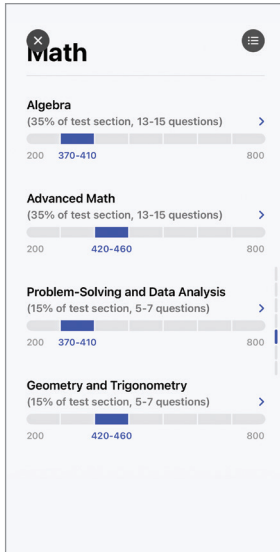 Math
Algebra
(35% of test section, 13-15 questions)
200 370-410 800
Advanced Math
(35% of test section, 13-15 questions)
200 420-460 800
Problem-Solving and Data Analysis
(15% of test section, 5-7 questions)
200 370-410 800
Geometry and Trigonometry
(15% of test section, 5-7 questions)
200 420-460 800